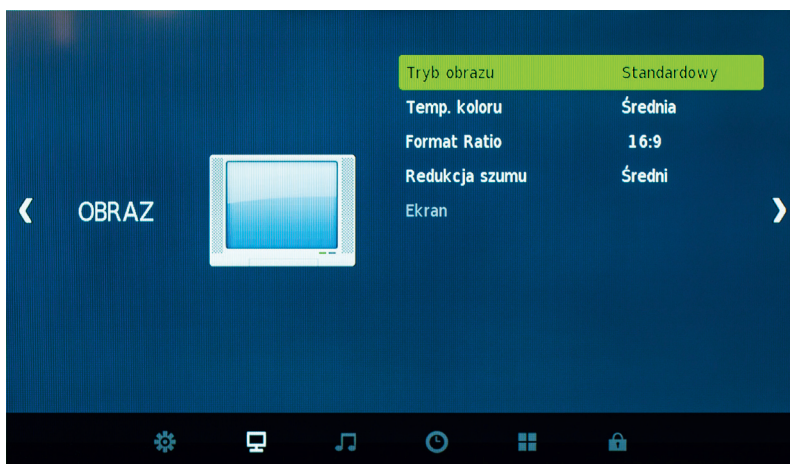 Tryb obrazu Standardowy
Temp. koloru Średnia
Format Ratio 16:9
Redukcja szumu Średni
Ekran
OBRAZ